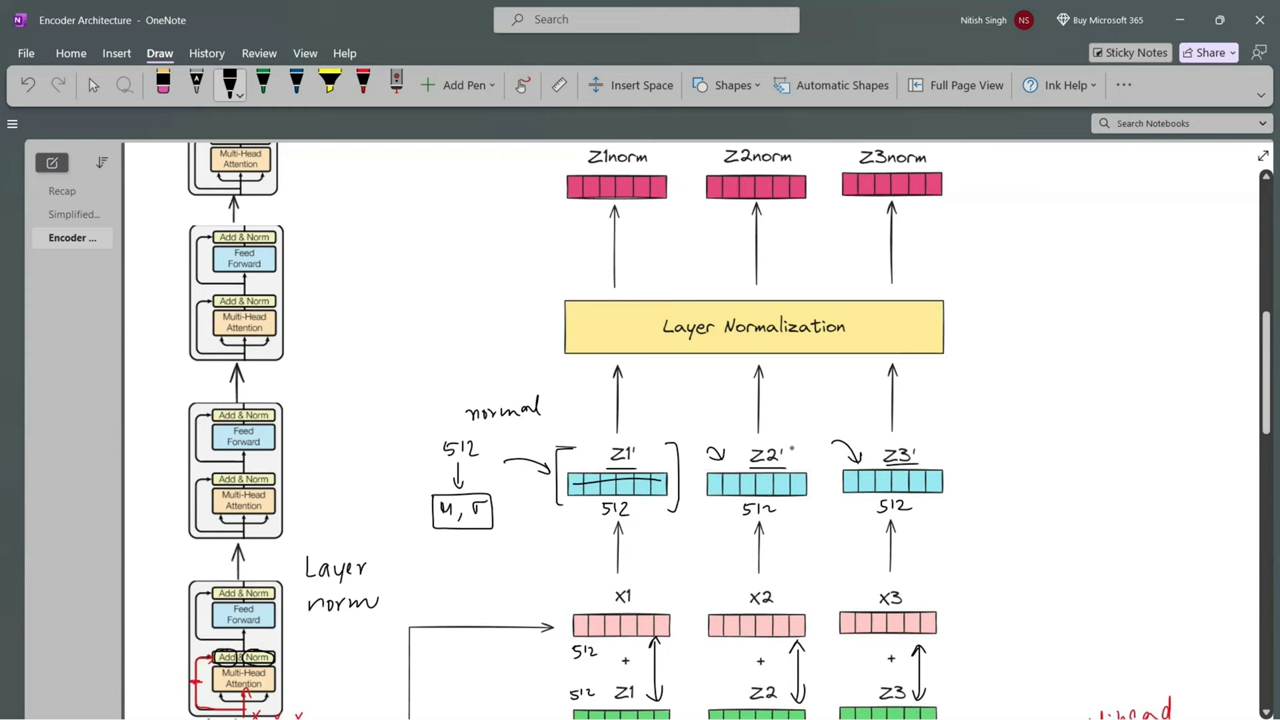 Encoder Architecture - OneNote
Search
Nitish Singh NS
Buy Microsoft 365
File Home Insert Draw History Review View Help
Sticky Notes Share
Add Pen Insert Space Shapes Automatic Shapes Full Page View Ink Help
Search Notebooks
Recap
Simplified...
Encoder ...
Multi-Head
Attention
Z1norm Z2norm Z3norm
Add & Norm
Feed
Forward
Add & Norm
Multi-Head
Attention
Layer Normalization
normal
512
μ, σ
Z1' Z2' Z3'
512 512 512
Add & Norm
Feed
Forward
Add & Norm
Multi-Head
Attention
Layer
norm
X1 X2 X3
512
+ + +
512 Z1 Z2 Z3
Add & Norm
Feed
Forward
Add & Norm
Multi-Head
Attention